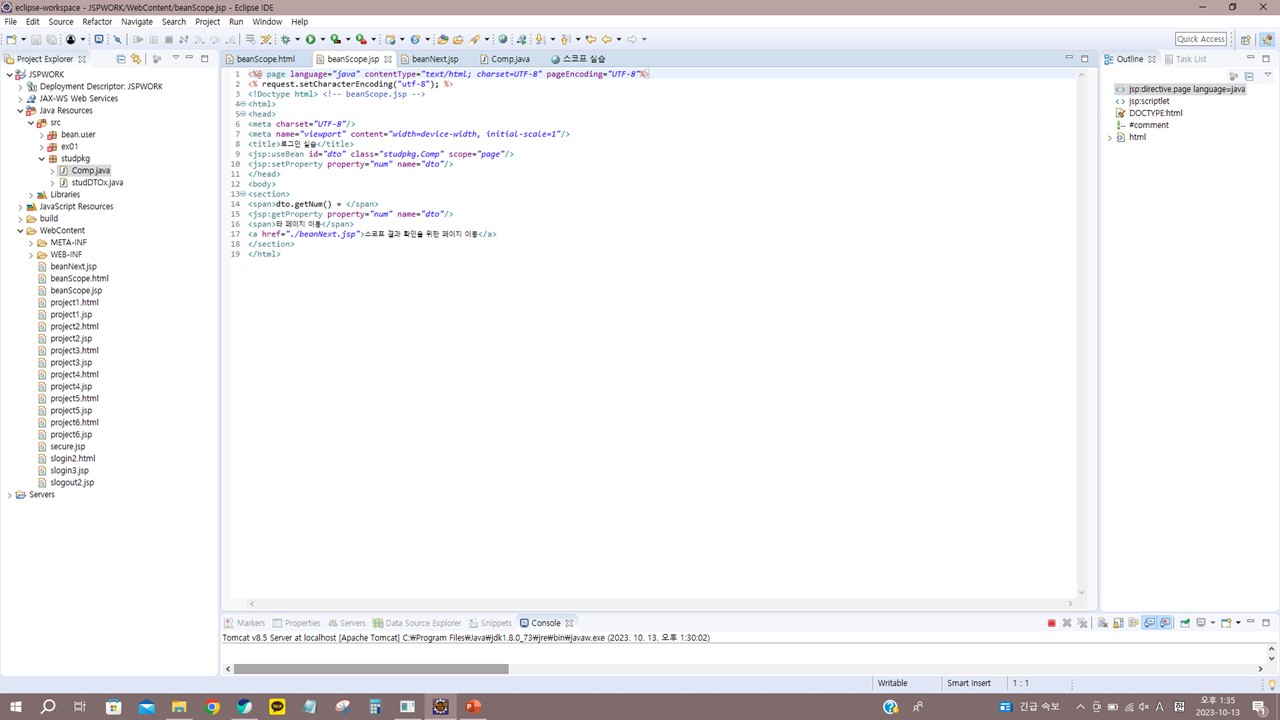 eclipse-workspace - JSPWORK/WebContent/beanScope.jsp - Eclipse IDE
File Edit Source Refactor Navigate Search Project Run Window Help
Quick Access
Project Explorer
JSPWORK
Deployment Descriptor: JSPWORK
JAX-WS Web Services
Java Resources
src
bean.user
ex01
studpkg
Comp.java
studDTOx.java
Libraries
JavaScript Resources
build
WebContent
META-INF
WEB-INF
beanNext.jsp
beanScope.html
beanScope.jsp
project1.html
project1.jsp
project2.html
project2.jsp
project3.html
project3.jsp
project4.html
project4.jsp
project5.html
project5.jsp
project6.html
project6.jsp
secure.jsp
slogin2.html
slogin3.jsp
slogout2.jsp
Servers
beanScope.html beanScope.jsp beanNext.jsp Comp.java 스코프 실습
1 <%@ page language="java" contentType="text/html; charset=UTF-8" pageEncoding="UTF-8"%>
2 <% request.setCharacterEncoding("utf-8"); %>
3 <!Doctype html> <!-- beanScope.jsp -->
4 <html>
5 <head>
6 <meta charset="UTF-8"/>
7 <meta name="viewport" content="width=device-width, initial-scale=1"/>
8 <title>로그인 실습</title>
9 <jsp:useBean id="dto" class="studpkg.Comp" scope="page"/>
10 <jsp:setProperty property="num" name="dto"/>
11 </head>
12 <body>
13 <section>
14 <span>dto.getNum() = </span>
15 <jsp:getProperty property="num" name="dto"/>
16 <span>타 페이지 이동</span>
17 <a href="./beanNext.jsp">스코프 결과 확인을 위한 페이지 이동</a>
18 </section>
19 </html>
Outline Task List
jsp:directive.page language=java
jsp:scriptlet
DOCTYPE:html
#comment
html
Markers Properties Servers Data Source Explorer Snippets Console
Tomcat v8.5 Server at localhost [Apache Tomcat] C:₩Program Files₩Java₩jdk1.8.0_73₩jre₩bin₩javaw.exe (2023. 10. 13. 오후 1:30:02)
Writable Smart Insert 1 : 1
긴급 속보
A
오후 1:35
2023-10-13